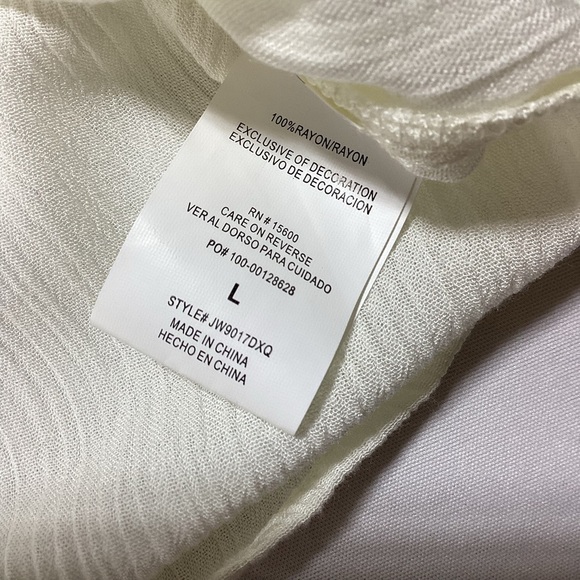 100%RAYON/RAYON
EXCLUSIVE OF DECORATION
EXCLUSIVO DE DECORACION
RN # 15600
CARE ON REVERSE
VER AL DORSO PARA CUIDADO
PO# 100-00128628
L
STYLE# JW9017DXQ
MADE IN CHINA
HECHO EN CHINA